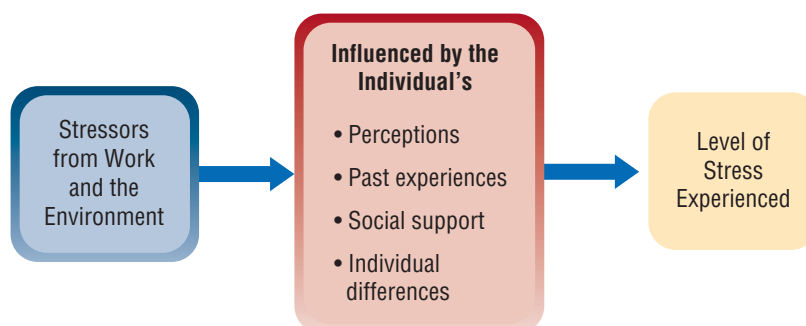 Stressors
from Work
and the
Environment
Influenced by the
Individual's
• Perceptions
• Past experiences
• Social support
• Individual
differences
Level of
Stress
Experienced